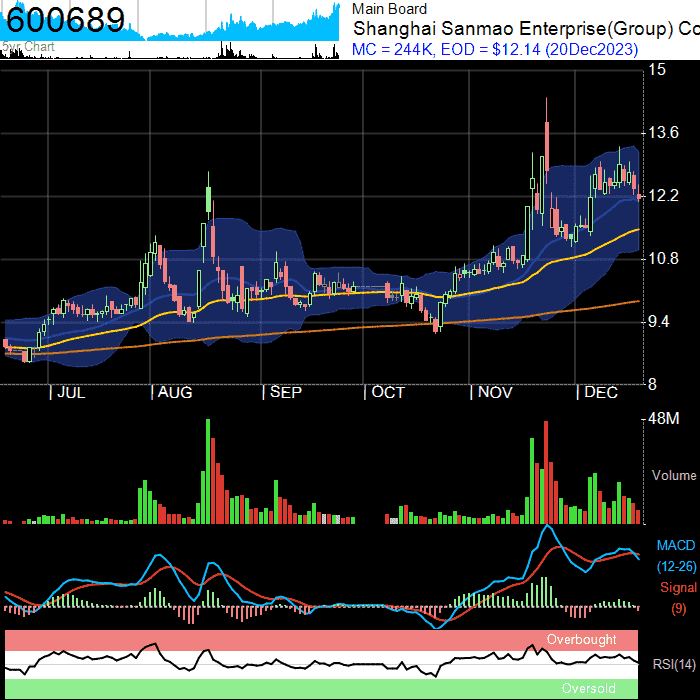 600689
Main Board
Shanghai Sanmao Enterprise(Group) Co
5yr Chart
MC = 244K, EOD = $12.14 (20Dec2023)
15
13.6
12.2
10.8
9.4
8
JUL AUG SEP OCT NOV DEC
48M
Volume
MACD
(12-26)
Signal
(9)
Overbought
RSI(14)
Oversold